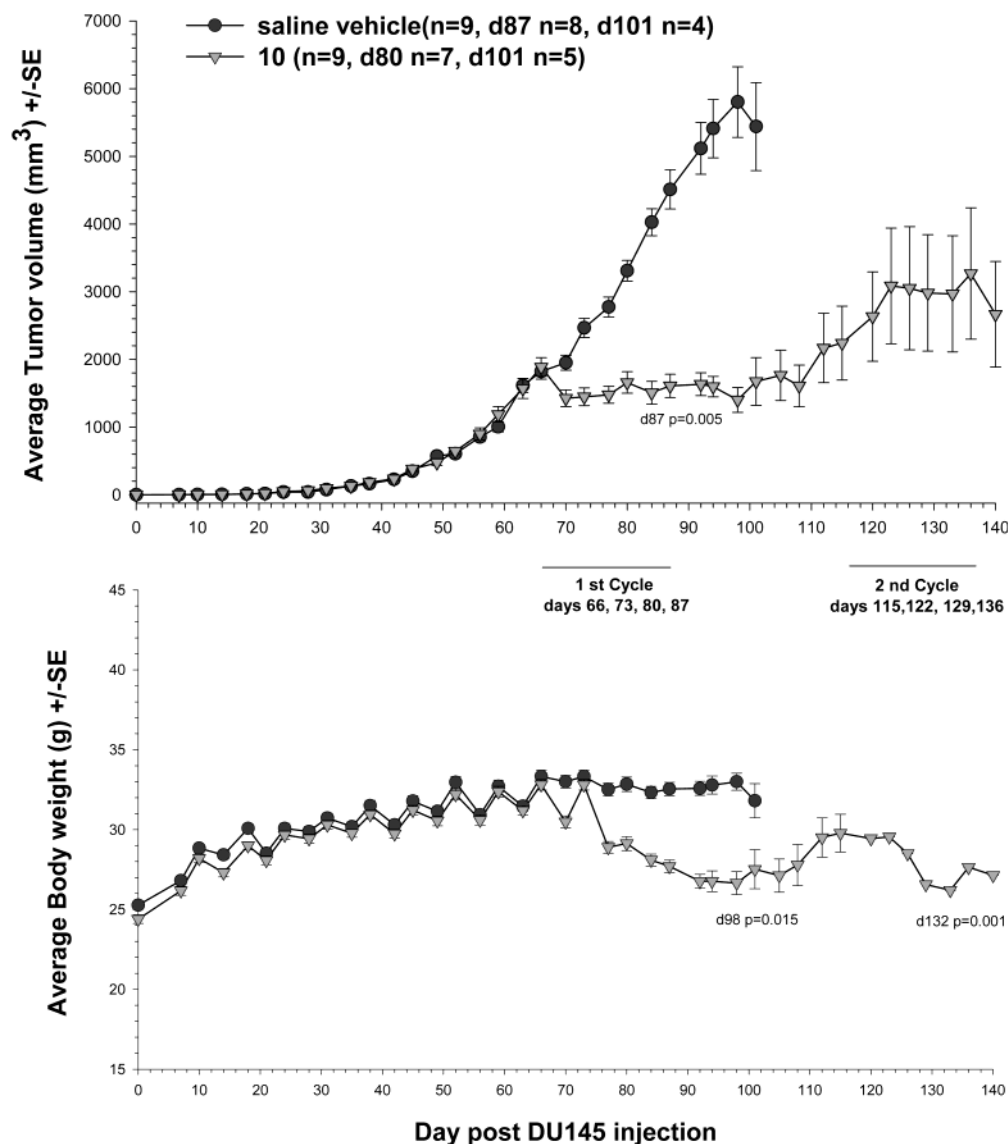 saline vehicle(n=9, d87 n=8, d101 n=4)
10 (n=9, d80 n=7, d101 n=5)
Average Tumor volume (mm³) +/-SE
7000
6000
5000
4000
3000
2000
1000
0
d87 p=0.005
0 10 20 30 40 50 60 70 80 90 100 110 120 130 140
1 st Cycle
days 66, 73, 80, 87
2 nd Cycle
days 115,122, 129,136
Average Body weight (g) +/-SE
45
40
35
30
25
20
15
d98 p=0.015
d132 p=0.001
0 10 20 30 40 50 60 70 80 90 100 110 120 130 140
Day post DU145 injection